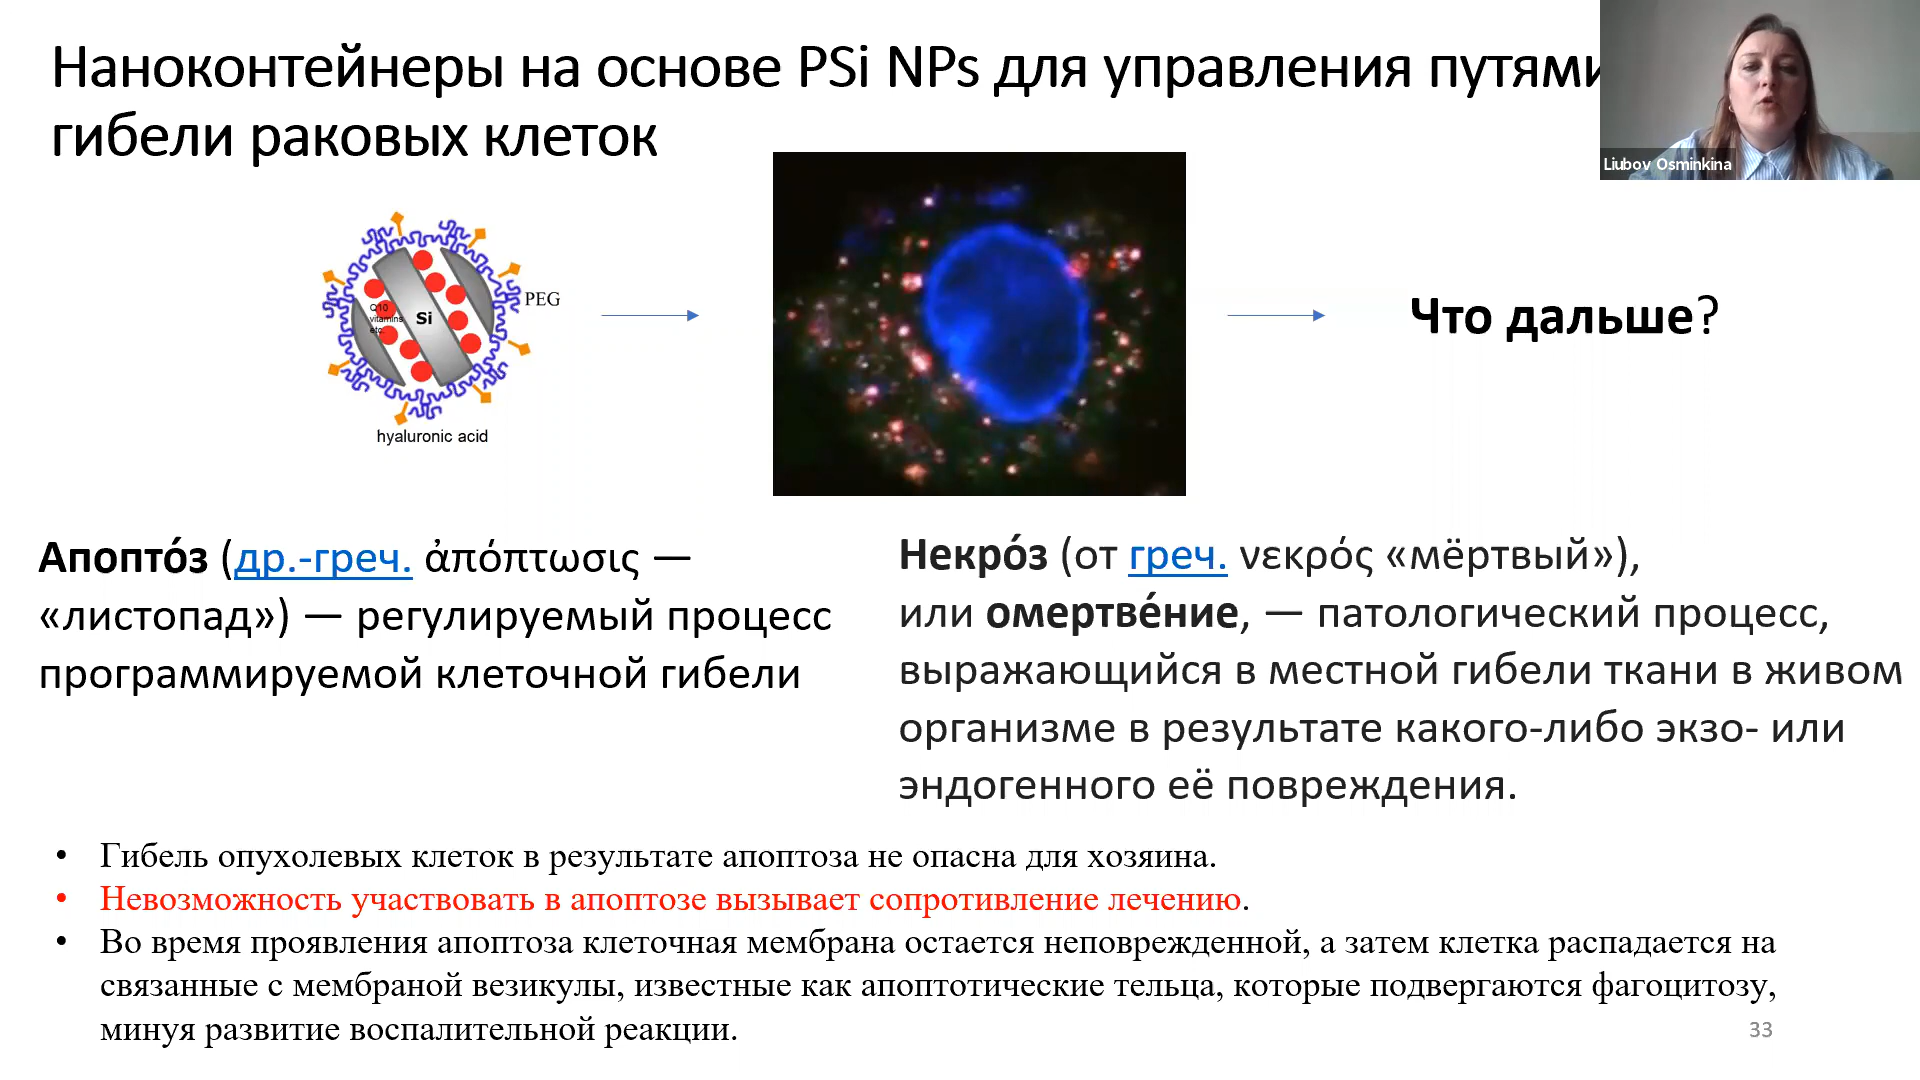 Наноконтейнеры на основе PSi NPs для управления путями
гибели раковых клеток
Liubov Osminkina
PEG
Q10
vitamins
etc.
Si
hyaluronic acid
Что дальше?
Апопто́з (др.-греч. ἀπόπτωσις —
«листопад») — регулируемый процесс
программируемой клеточной гибели
Некро́з (от греч. νεκρός «мёртвый»),
или омертве́ние, — патологический процесс,
выражающийся в местной гибели ткани в живом
организме в результате какого-либо экзо- или
эндогенного её повреждения.
• Гибель опухолевых клеток в результате апоптоза не опасна для хозяина.
• Невозможность участвовать в апоптозе вызывает сопротивление лечению.
• Во время проявления апоптоза клеточная мембрана остается неповрежденной, а затем клетка распадается на
связанные с мембраной везикулы, известные как апоптотические тельца, которые подвергаются фагоцитозу,
минуя развитие воспалительной реакции.
33